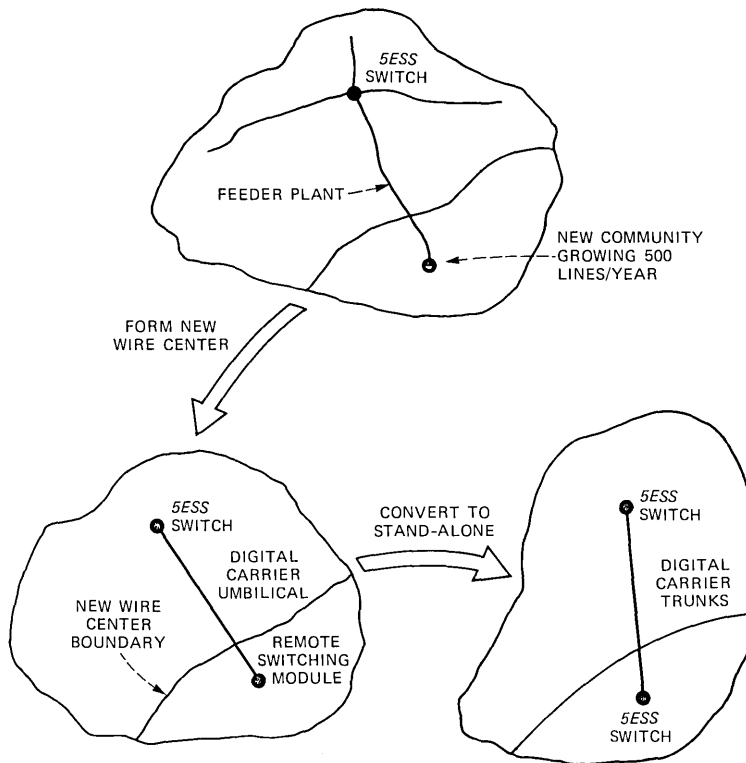 5ESS
SWITCH
FEEDER PLANT
NEW COMMUNITY
GROWING 500
LINES/YEAR
FORM NEW
WIRE CENTER
5ESS
SWITCH
DIGITAL
CARRIER
UMBILICAL
NEW WIRE
CENTER
BOUNDARY
REMOTE
SWITCHING
MODULE
CONVERT TO
STAND-ALONE
5ESS
SWITCH
DIGITAL
CARRIER
TRUNKS
5ESS
SWITCH